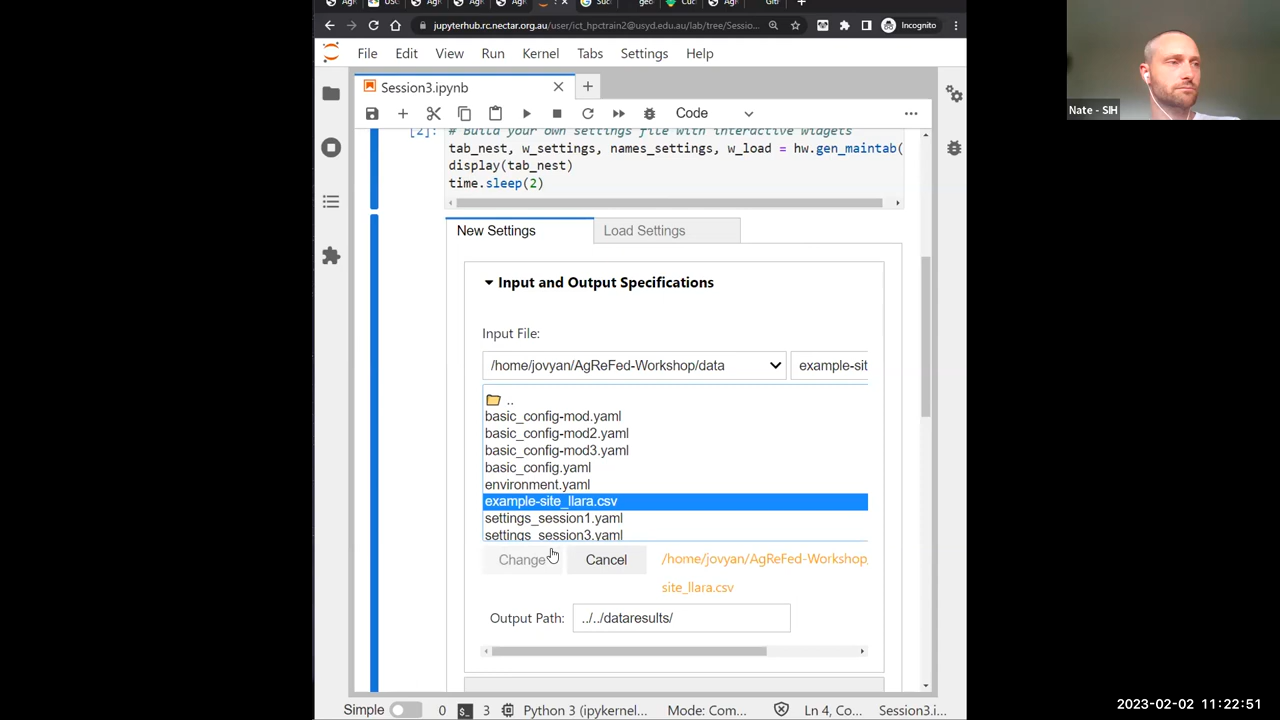 jupyterhub.rc.nectar.org.au/user/ict_hpctrain2@usyd.edu.au/lab/tree/Sessio...
Incognito
File Edit View Run Kernel Tabs Settings Help
Session3.ipynb
Code
[2]: # Build your own settings file with interactive widgets
tab_nest, w_settings, names_settings, w_load = hw.gen_maintab(
display(tab_nest)
time.sleep(2)
New Settings Load Settings
Input and Output Specifications
Input File:
/home/jovyan/AgReFed-Workshop/data example-sit
..
basic_config-mod.yaml
basic_config-mod2.yaml
basic_config-mod3.yaml
basic_config.yaml
environment.yaml
example-site_llara.csv
settings_session1.yaml
settings_session3.yaml
Change Cancel /home/jovyan/AgReFed-Workshop/
site_llara.csv
Output Path: ../../dataresults/
Simple 0 3 Python 3 (ipykernel... Mode: Com... Ln 4, Co... Session3.i...
Nate - SIH
2023-02-02 11:22:51